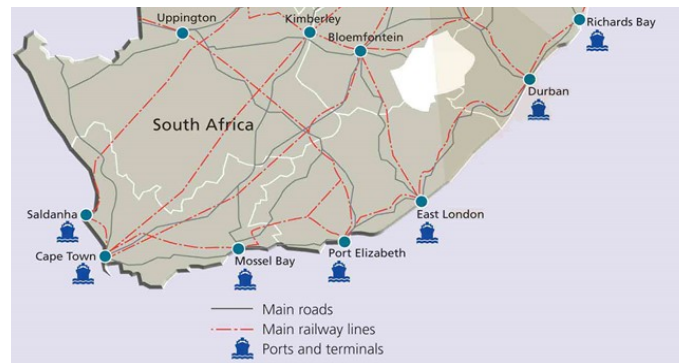 Uppington
Kimberley
Richards Bay
Bloemfontein
Durban
South Africa
Saldanha
East London
Cape Town
Mossel Bay
Port Elizabeth
Main roads
Main railway lines
Ports and terminals